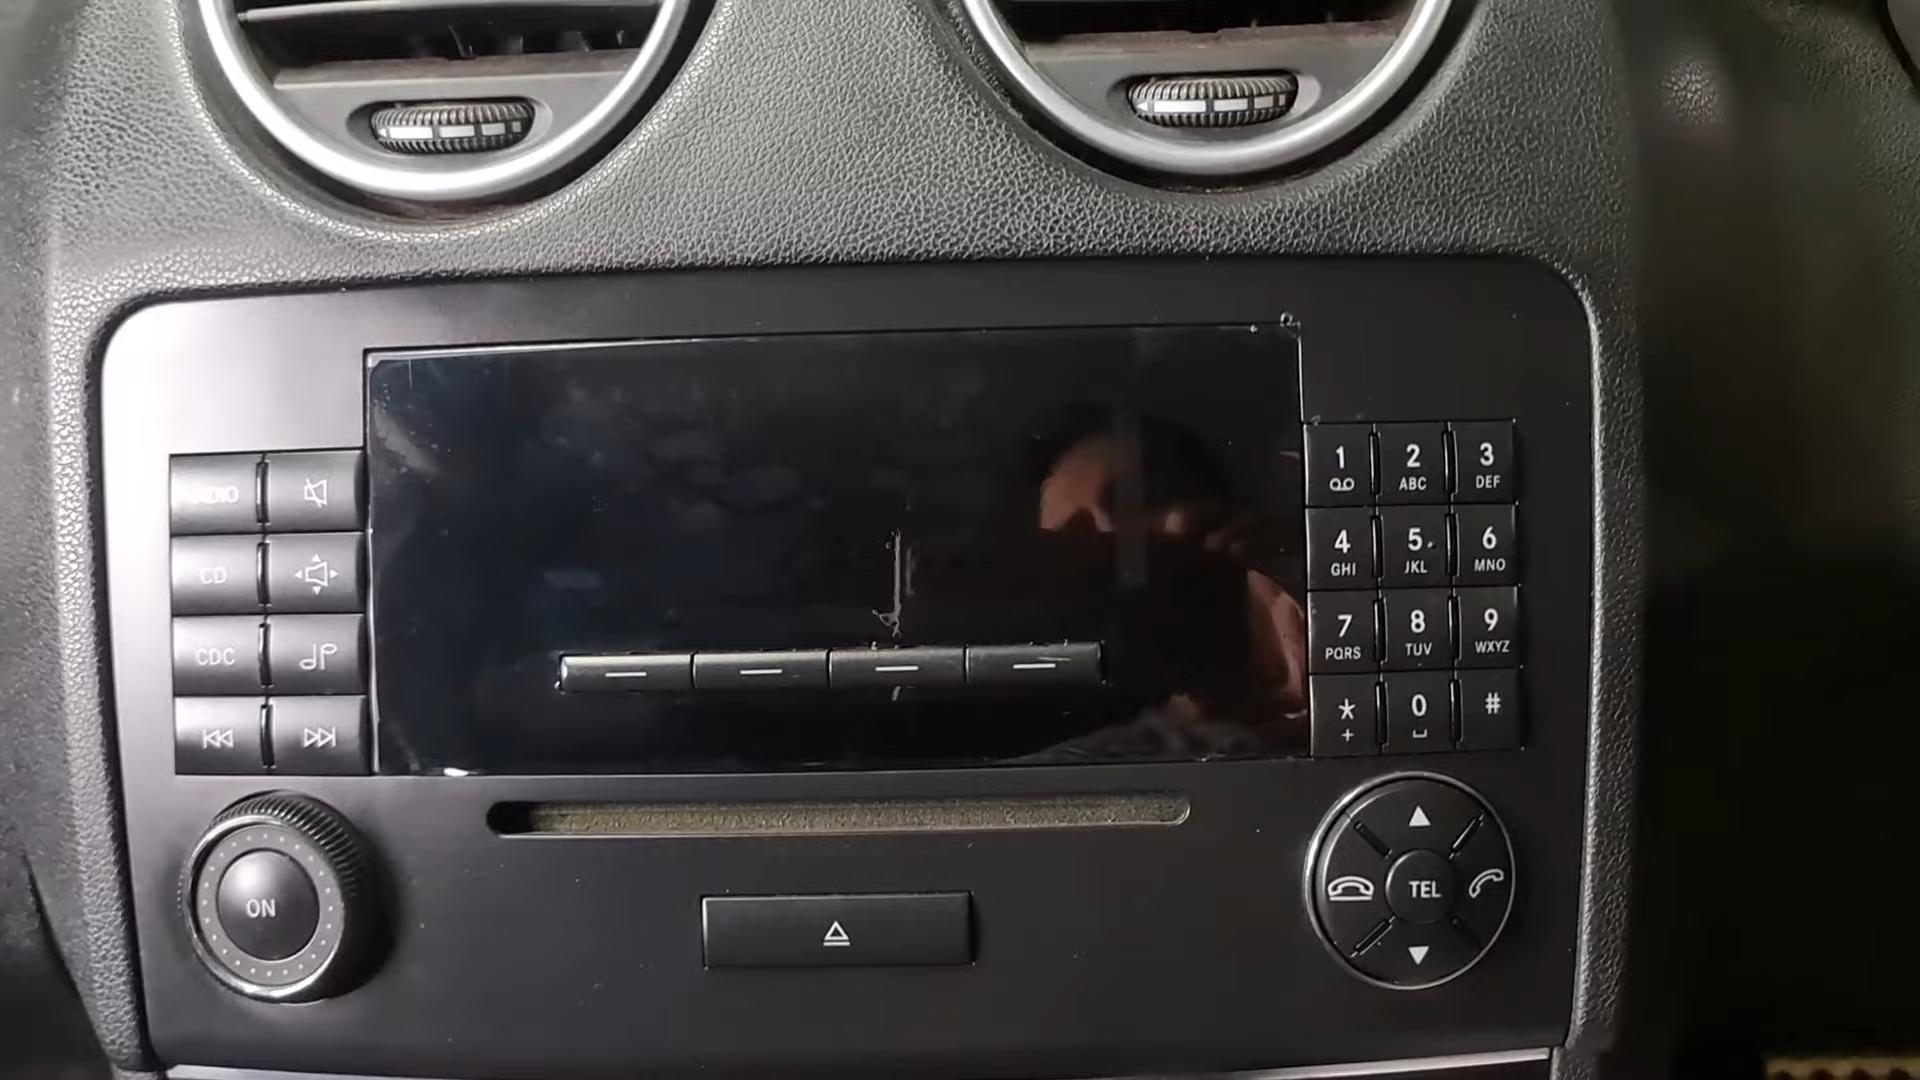 RADIO
CD
CDC
ON
1 2 3
ABC DEF
4 5 6
GHI JKL MNO
7 8 9
PQRS TUV WXYZ
* 0 #
+
TEL